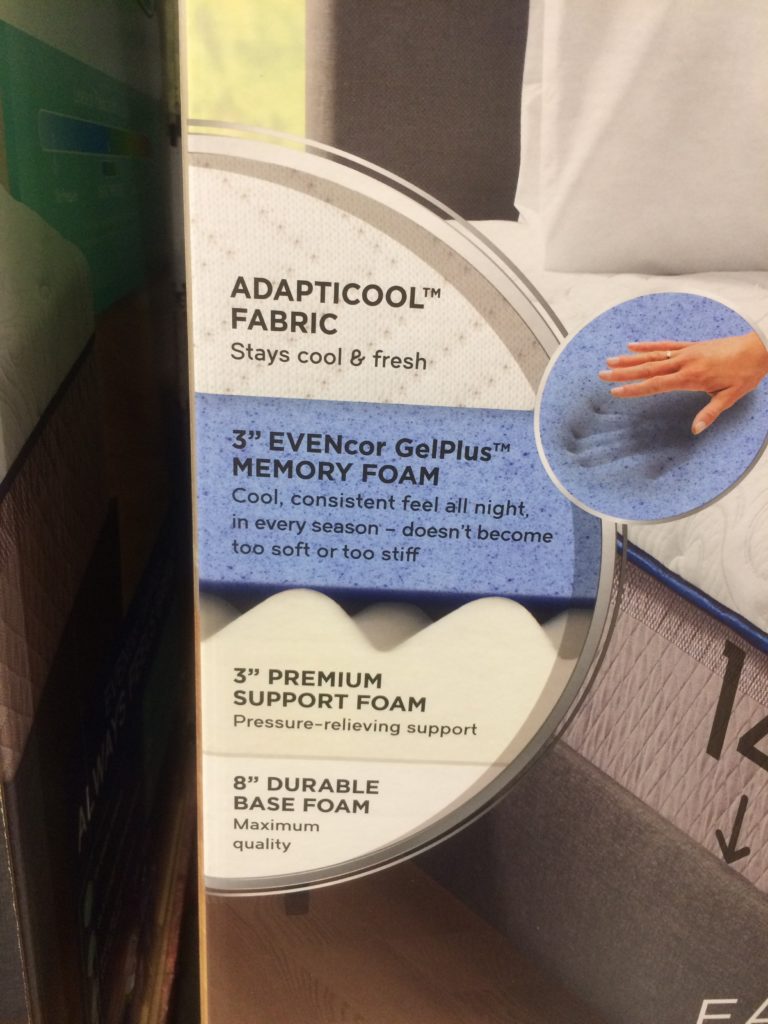 ADAPTICOOL™
FABRIC
Stays cool & fresh
3” EVENcor GelPlus™
MEMORY FOAM
Cool, consistent feel all night,
in every season – doesn't become
too soft or too stiff
3” PREMIUM
SUPPORT FOAM
Pressure-relieving support
8” DURABLE
BASE FOAM
Maximum
quality
ALWAYS